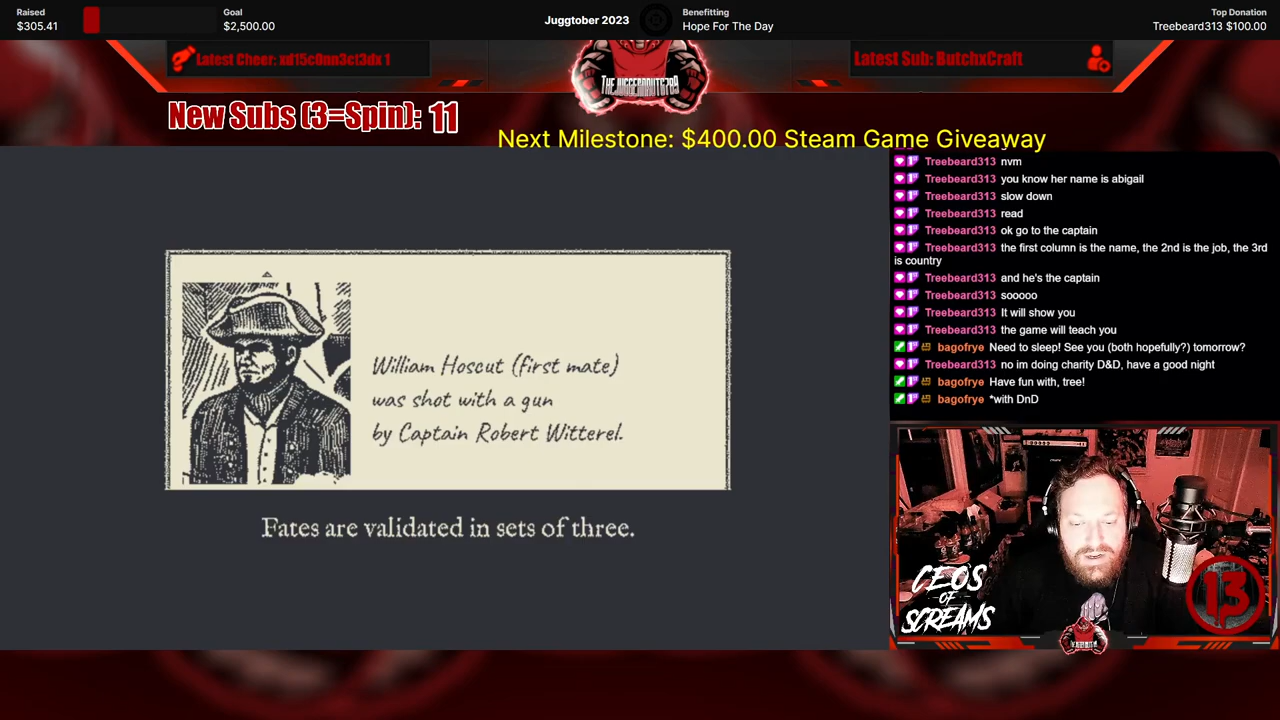 Raised
$305.41
Goal
$2,500.00
Juggtober 2023
Benefitting
Hope For The Day
Top Donation
Treebeard313 $100.00
Latest Cheer: xd15c0nn3ct3dx 1
THEJUGGERNAUT6789
Latest Sub: ButchxCraft
New Subs (3=Spin): 11
Next Milestone: $400.00 Steam Game Giveaway
Treebeard313 nvm
Treebeard313 you know her name is abigail
Treebeard313 slow down
Treebeard313 read
Treebeard313 ok go to the captain
Treebeard313 the first column is the name, the 2nd is the job, the 3rd
is country
Treebeard313 and he's the captain
Treebeard313 sooooo
Treebeard313 It will show you
Treebeard313 the game will teach you
bagofrye Need to sleep! See you (both hopefully?) tomorrow?
Treebeard313 no im doing charity D&D, have a good night
bagofrye Have fun with, tree!
bagofrye *with DnD
William Hoscut (first mate)
was shot with a gun
by Captain Robert Witterel.
Fates are validated in sets of three.
CEOS
OF
SCREAMS
13